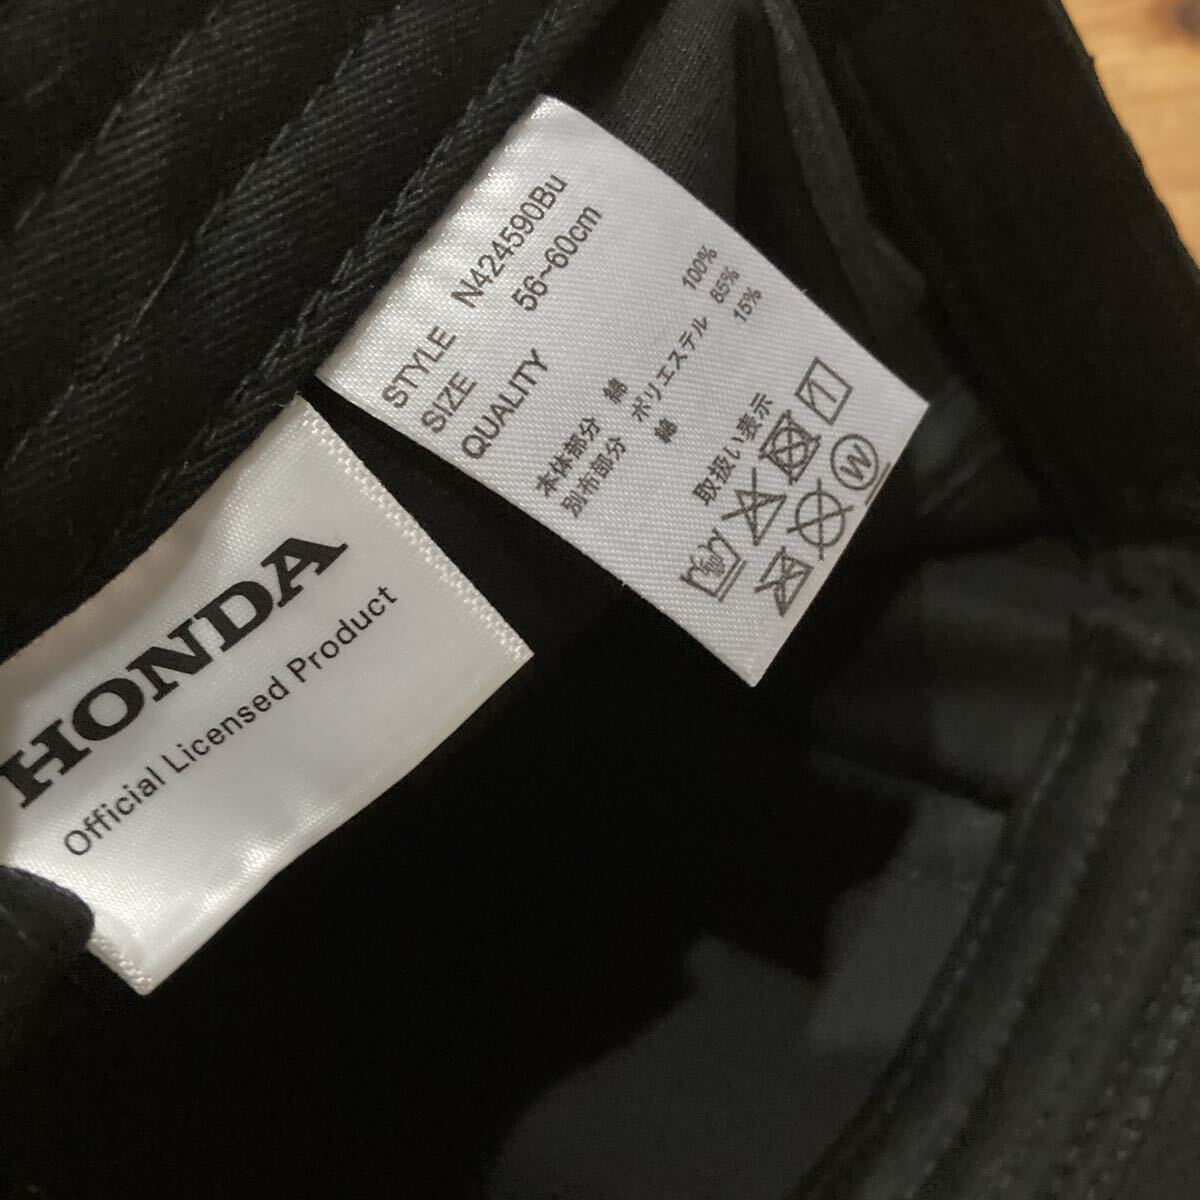 STYLE N424590Bu
SIZE 56~60cm
QUALITY
本体部分 綿 100%
別布部分 ポリエステル 85%
綿 15%
取扱い表示
W
HONDA
Official Licensed Product